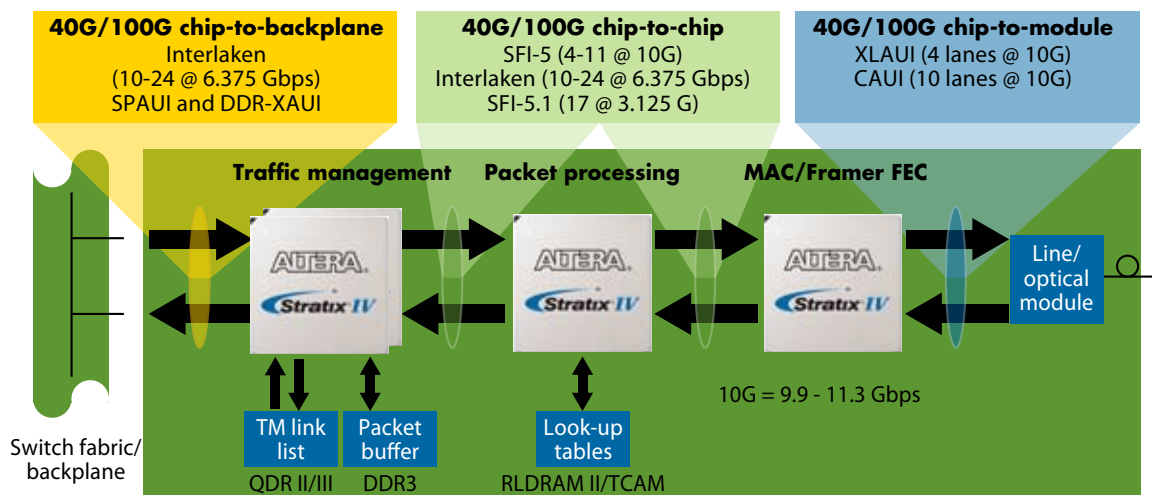 40G/100G chip-to-backplane
Interlaken
(10-24 @ 6.375 Gbps)
SPAUI and DDR-XAUI
40G/100G chip-to-chip
SFI-5 (4-11 @ 10G)
Interlaken (10-24 @ 6.375 Gbps)
SFI-5.1 (17 @ 3.125 G)
40G/100G chip-to-module
XLAUI (4 lanes @ 10G)
CAUI (10 lanes @ 10G)
Traffic management
Packet processing
MAC/Framer FEC
ALTERA®
Stratix® IV
ALTERA®
Stratix® IV
ALTERA®
Stratix® IV
Line/
optical
module
Switch fabric/
backplane
TM link
list
QDR II/III
Packet
buffer
DDR3
Look-up
tables
RLDRAM II/TCAM
10G = 9.9 - 11.3 Gbps